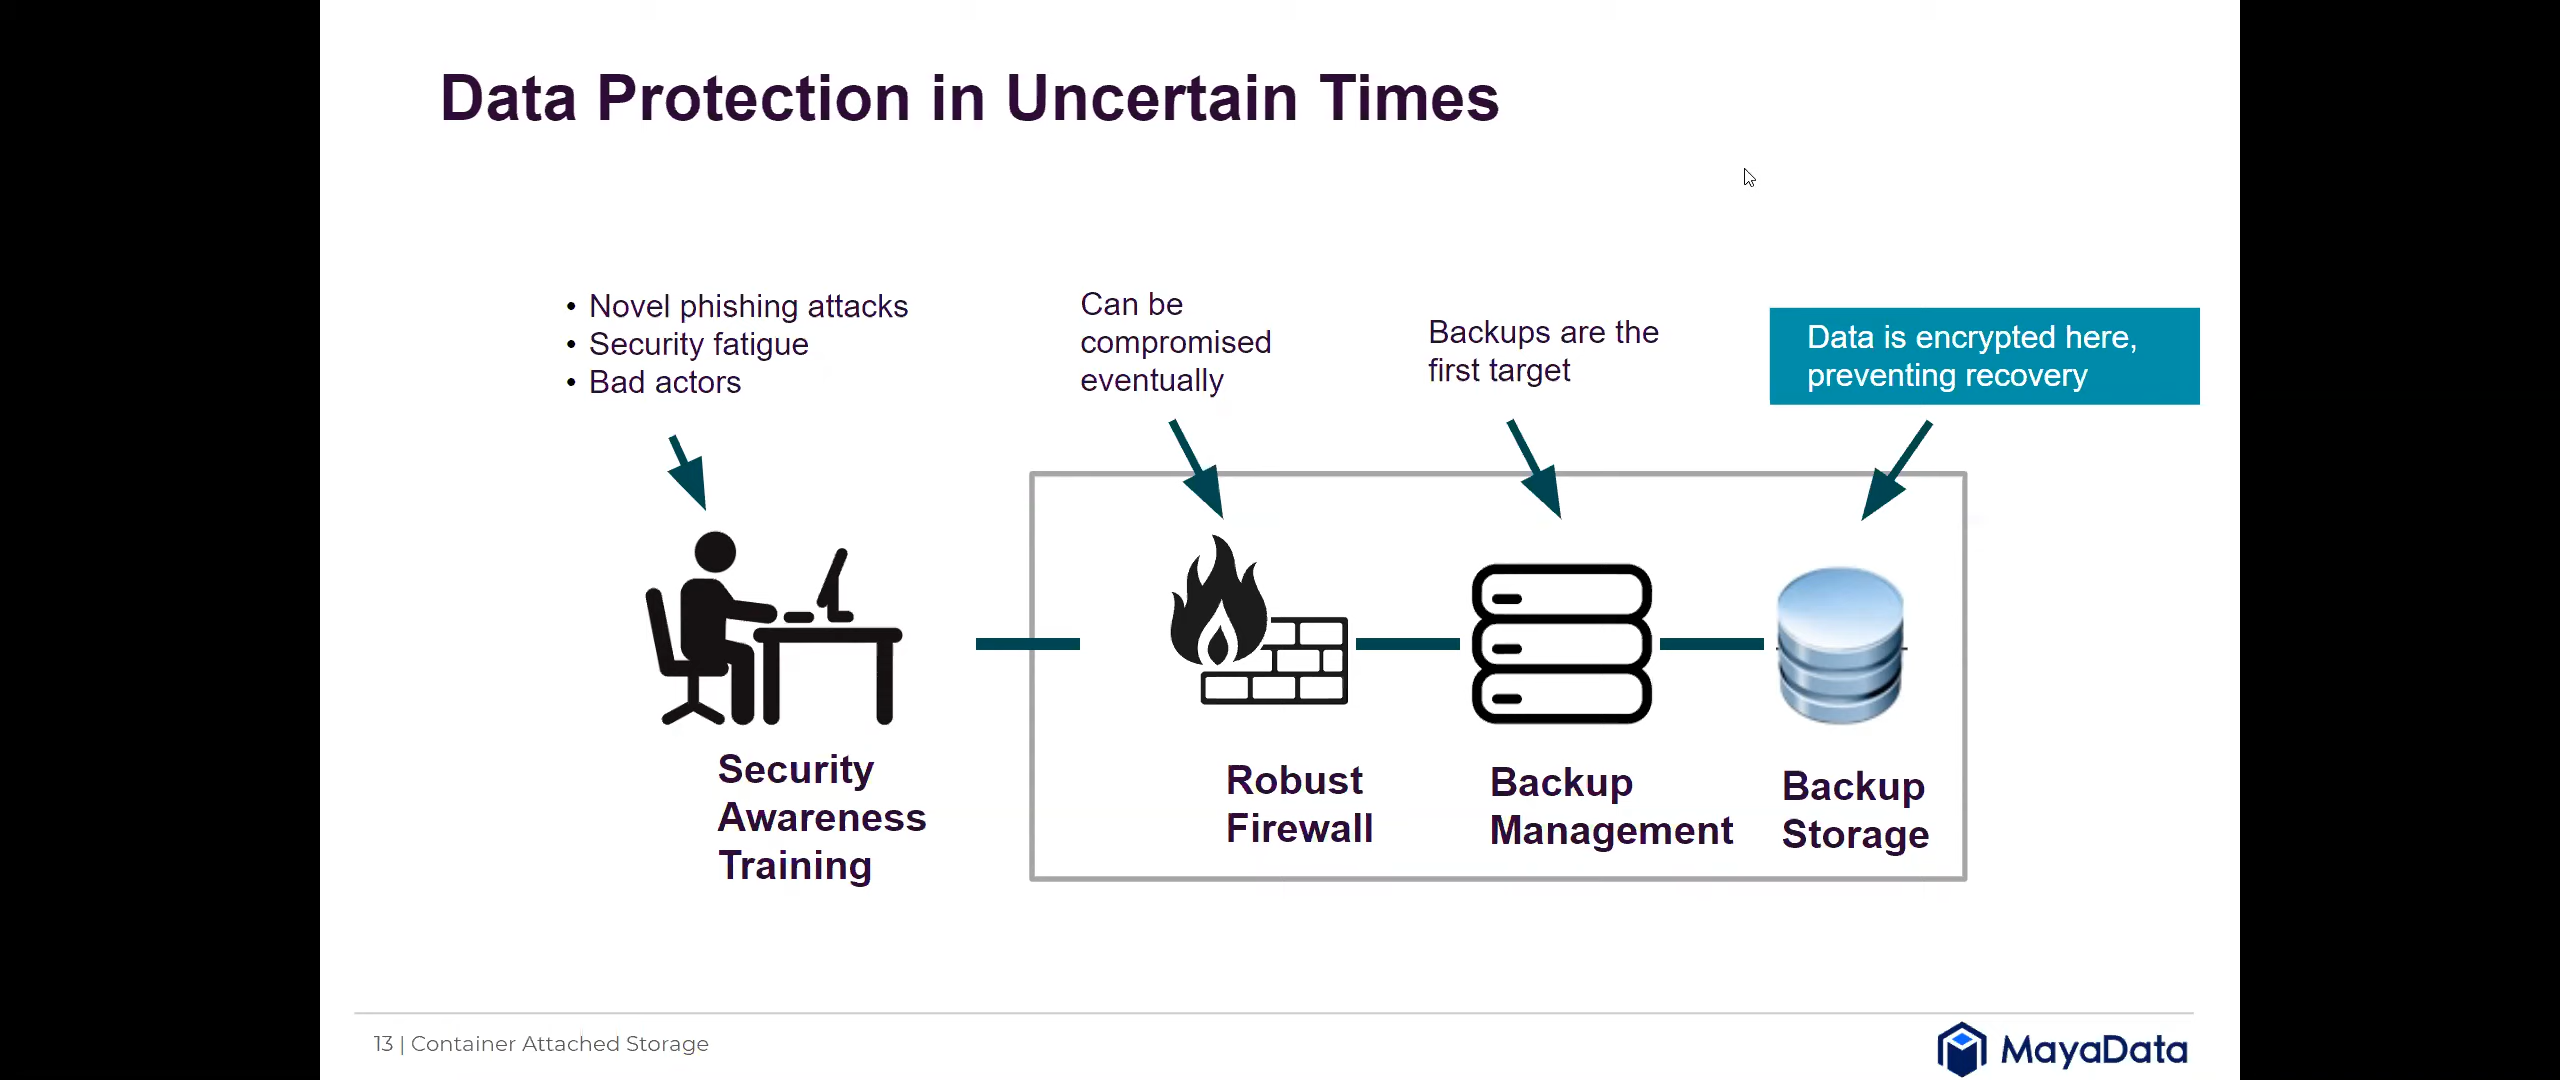 Data Protection in Uncertain Times
• Novel phishing attacks
• Security fatigue
• Bad actors
Can be
compromised
eventually
Backups are the
first target
Data is encrypted here,
preventing recovery
Security
Awareness
Training
Robust
Firewall
Backup
Management
Backup
Storage
13 | Container Attached Storage
MayaData